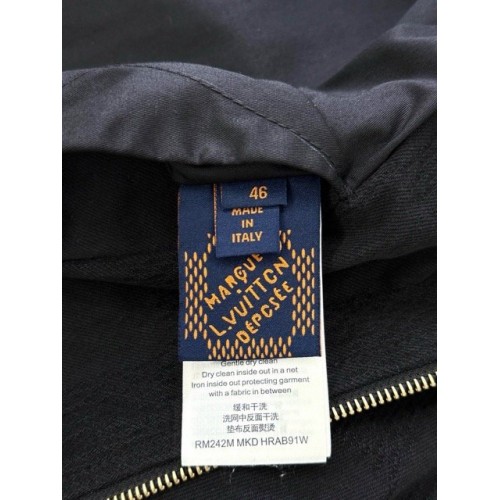 46
MADE
IN
ITALY
MARQUE
L.VUITTON
DÉPOSÉE
Gentle dry clean
Dry clean inside out in a net
Iron inside out protecting garment
with a fabric in between
缓和干洗
洗网中反面干洗
垫布反面熨烫
RM242M MKD HRAB91W